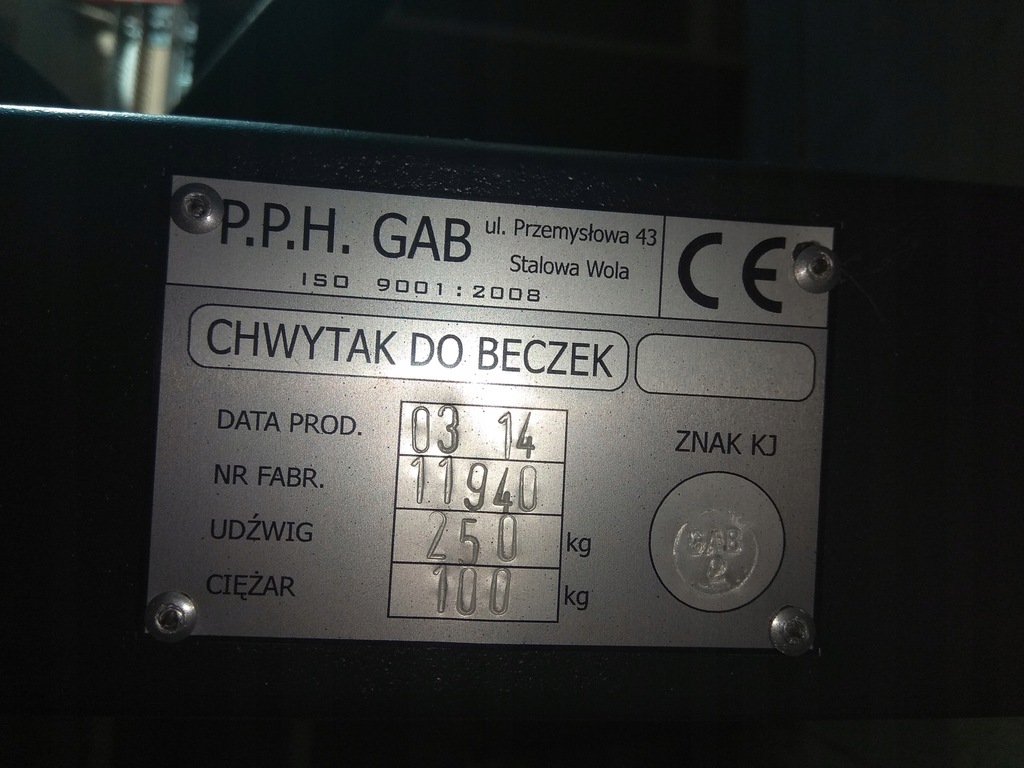 P.P.H. GAB
ul. Przemysłowa 43
Stalowa Wola
ISO 9001:2008
CE
CHWYTAK DO BECZEK
DATA PROD. 03 14
NR FABR. 11940
UDŹWIG 250 kg
CIĘŻAR 100 kg
ZNAK KJ
GAB
2